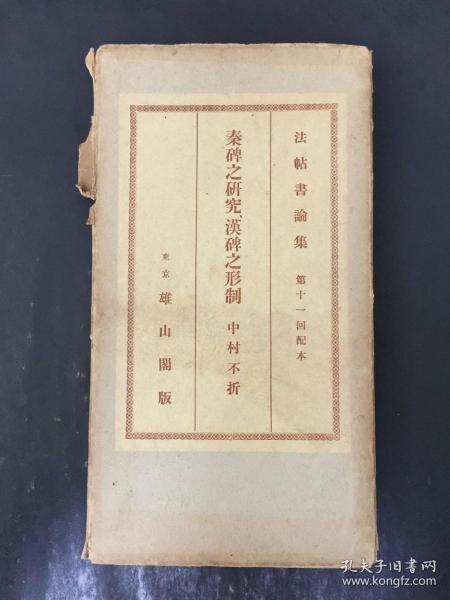 法帖書論集 第十一回配本
秦碑之研究、漢碑之形制 中村不折
東京 雄山閣版
孔夫子旧书网
www.kongfz.com